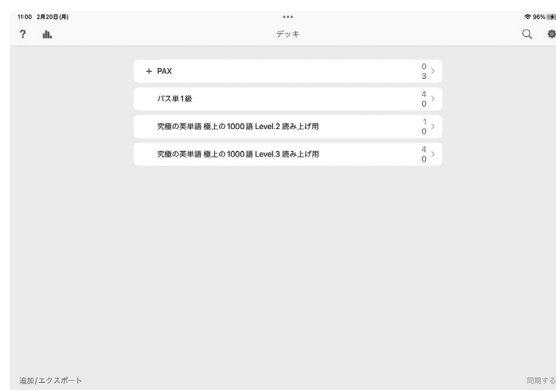 11:00 2月20日(月)
96%
デッキ
+ PAX
0
3
パス単1級
4
0
究極の英単語 極上の1000語 Level.2 読み上げ用
1
0
究極の英単語 極上の1000語 Level.3 読み上げ用
4
0
追加/エクスポート
同期する